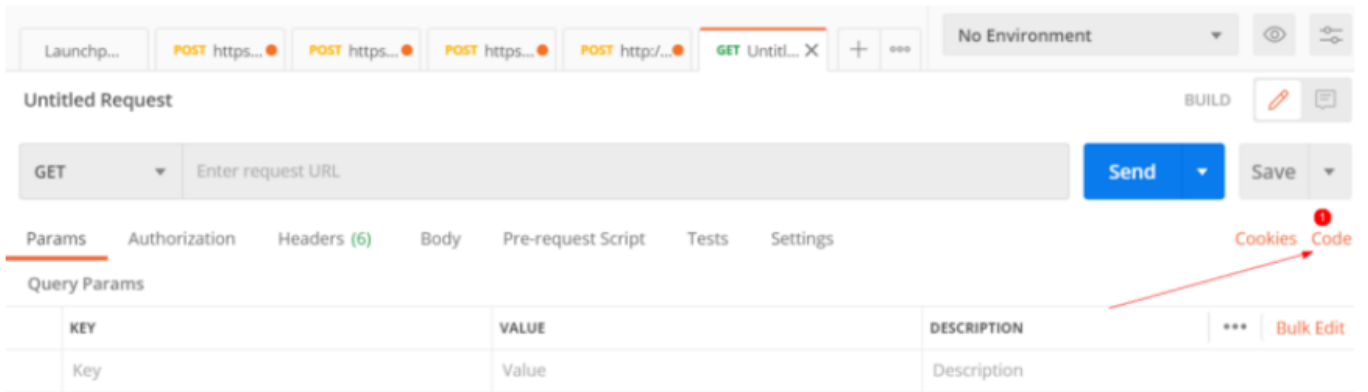 Launchp... POST https... POST https... POST https... POST http:/... GET Untitl... No Environment
Untitled Request BUILD
GET Enter request URL Send Save
1
Params Authorization Headers (6) Body Pre-request Script Tests Settings Cookies Code
Query Params
KEY VALUE DESCRIPTION Bulk Edit
Key Value Description